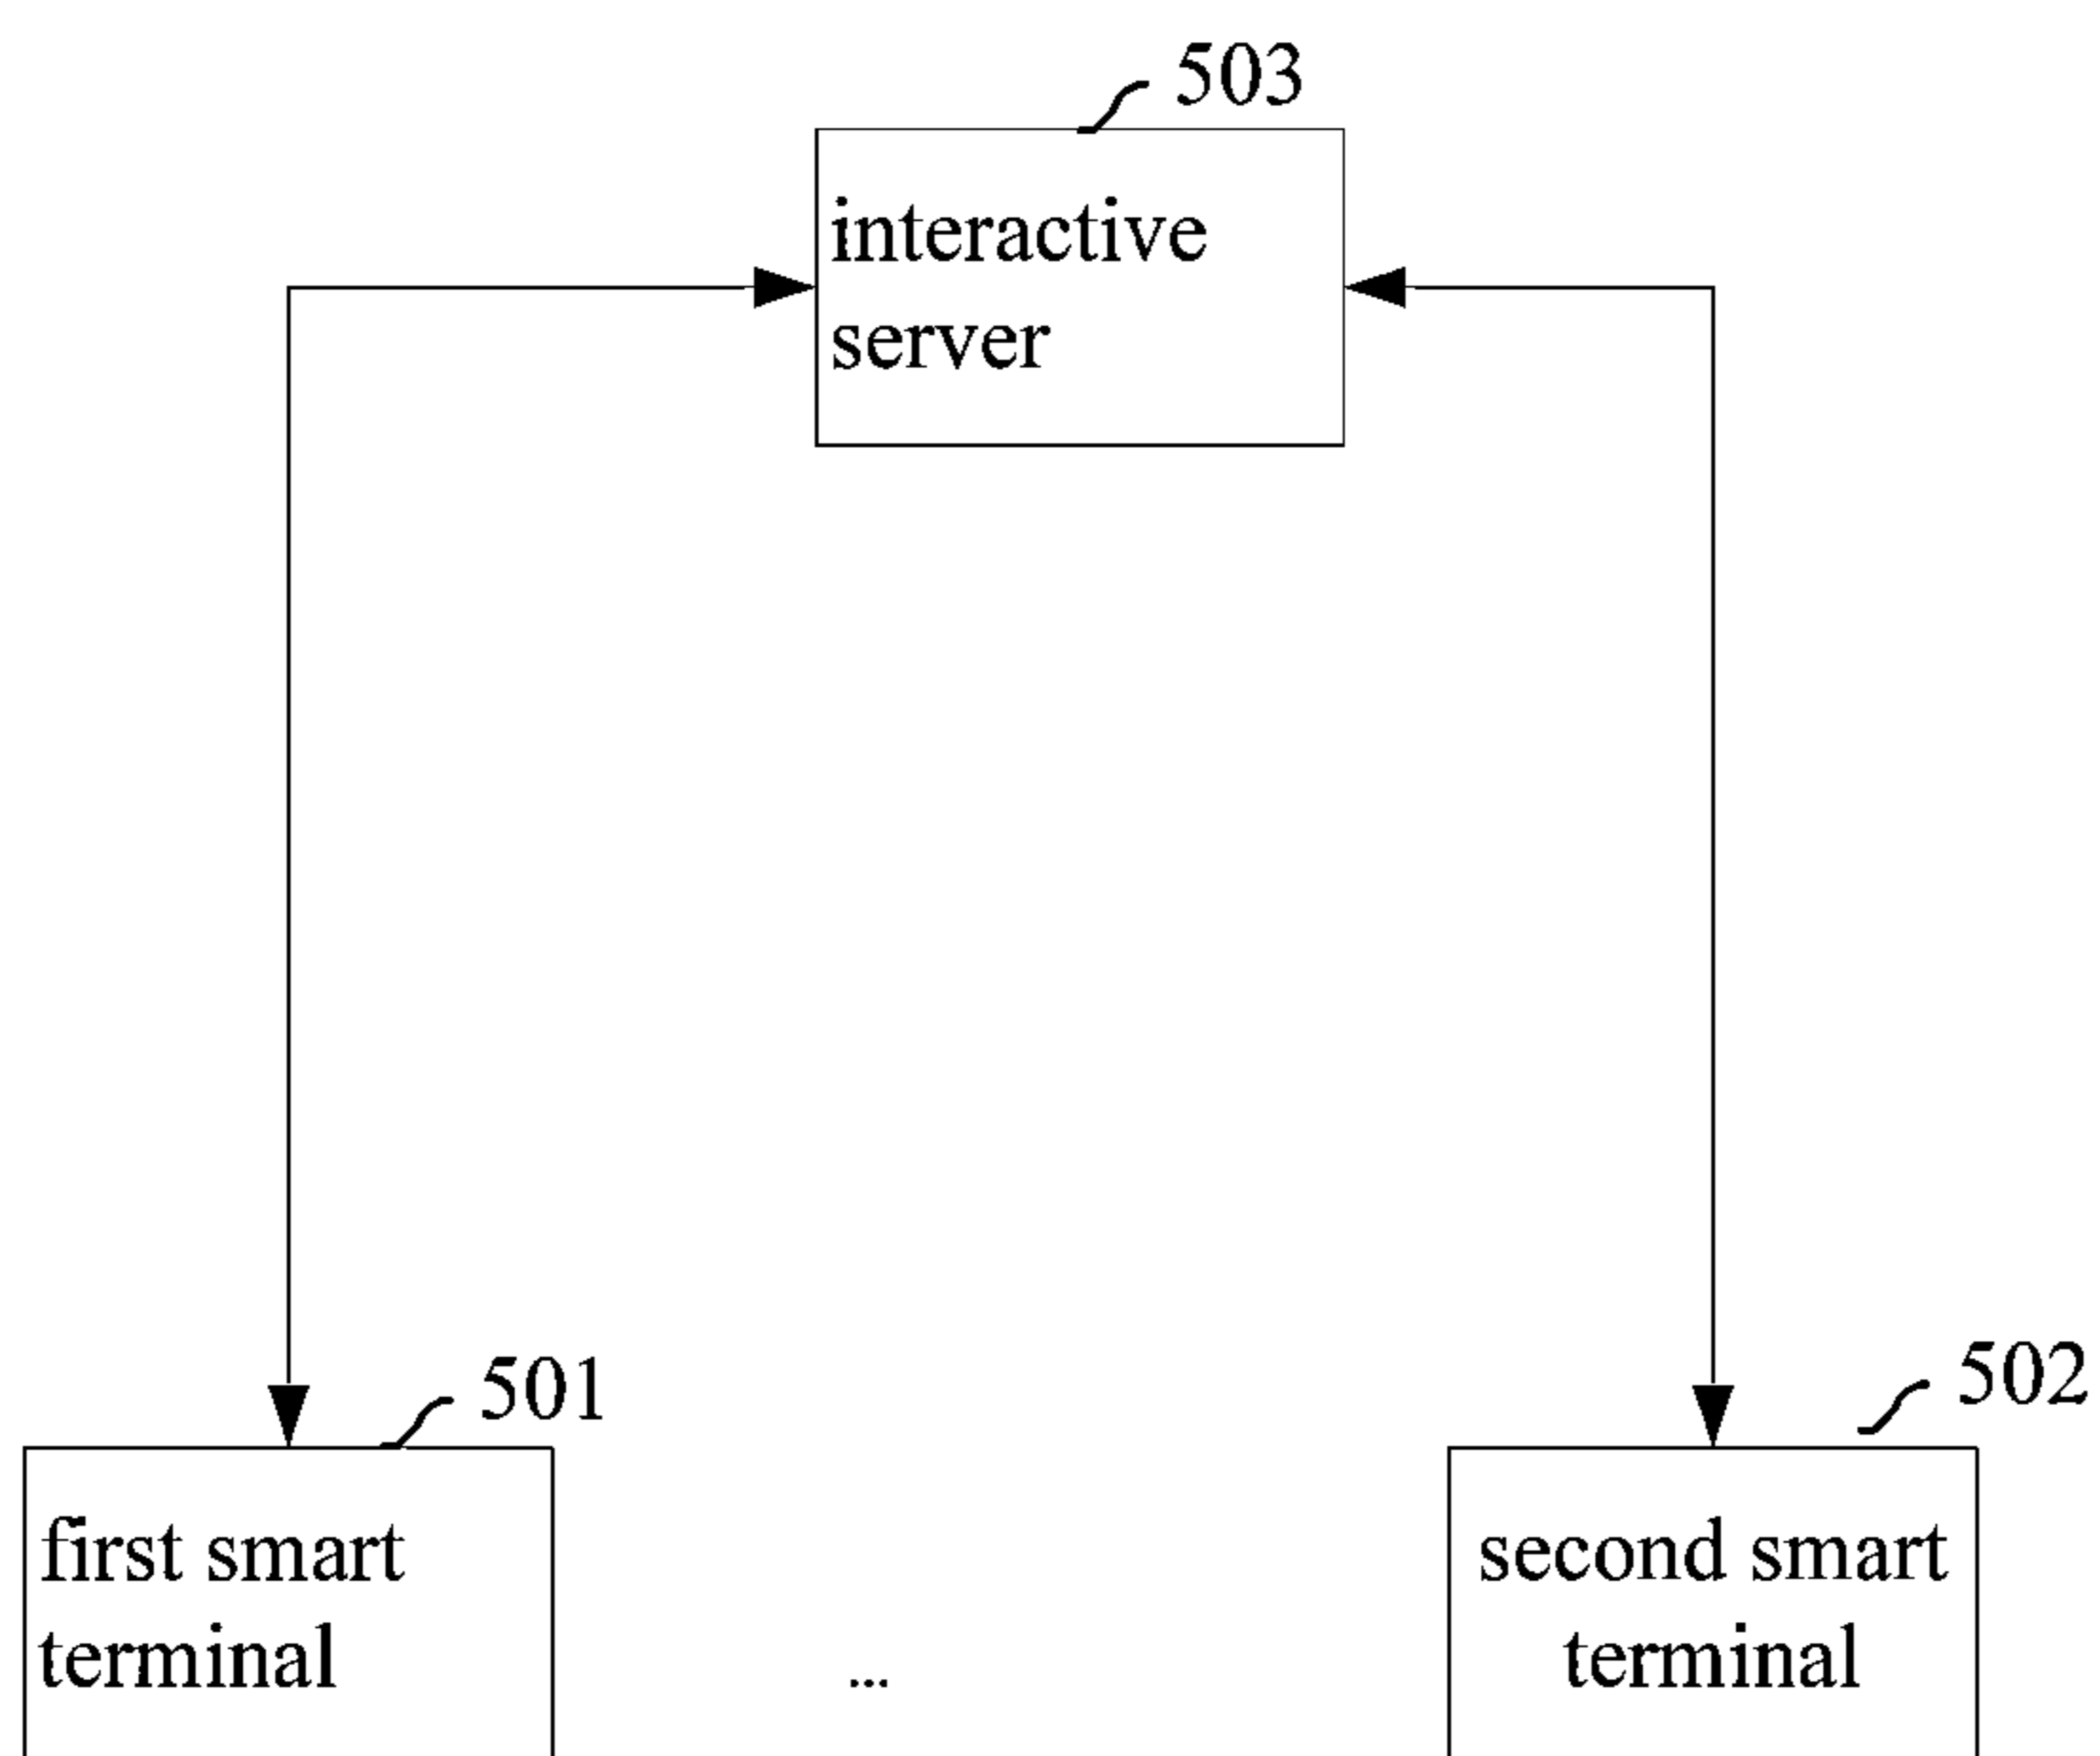 503
interactive
server
501
502
first smart
terminal
...
second smart
terminal